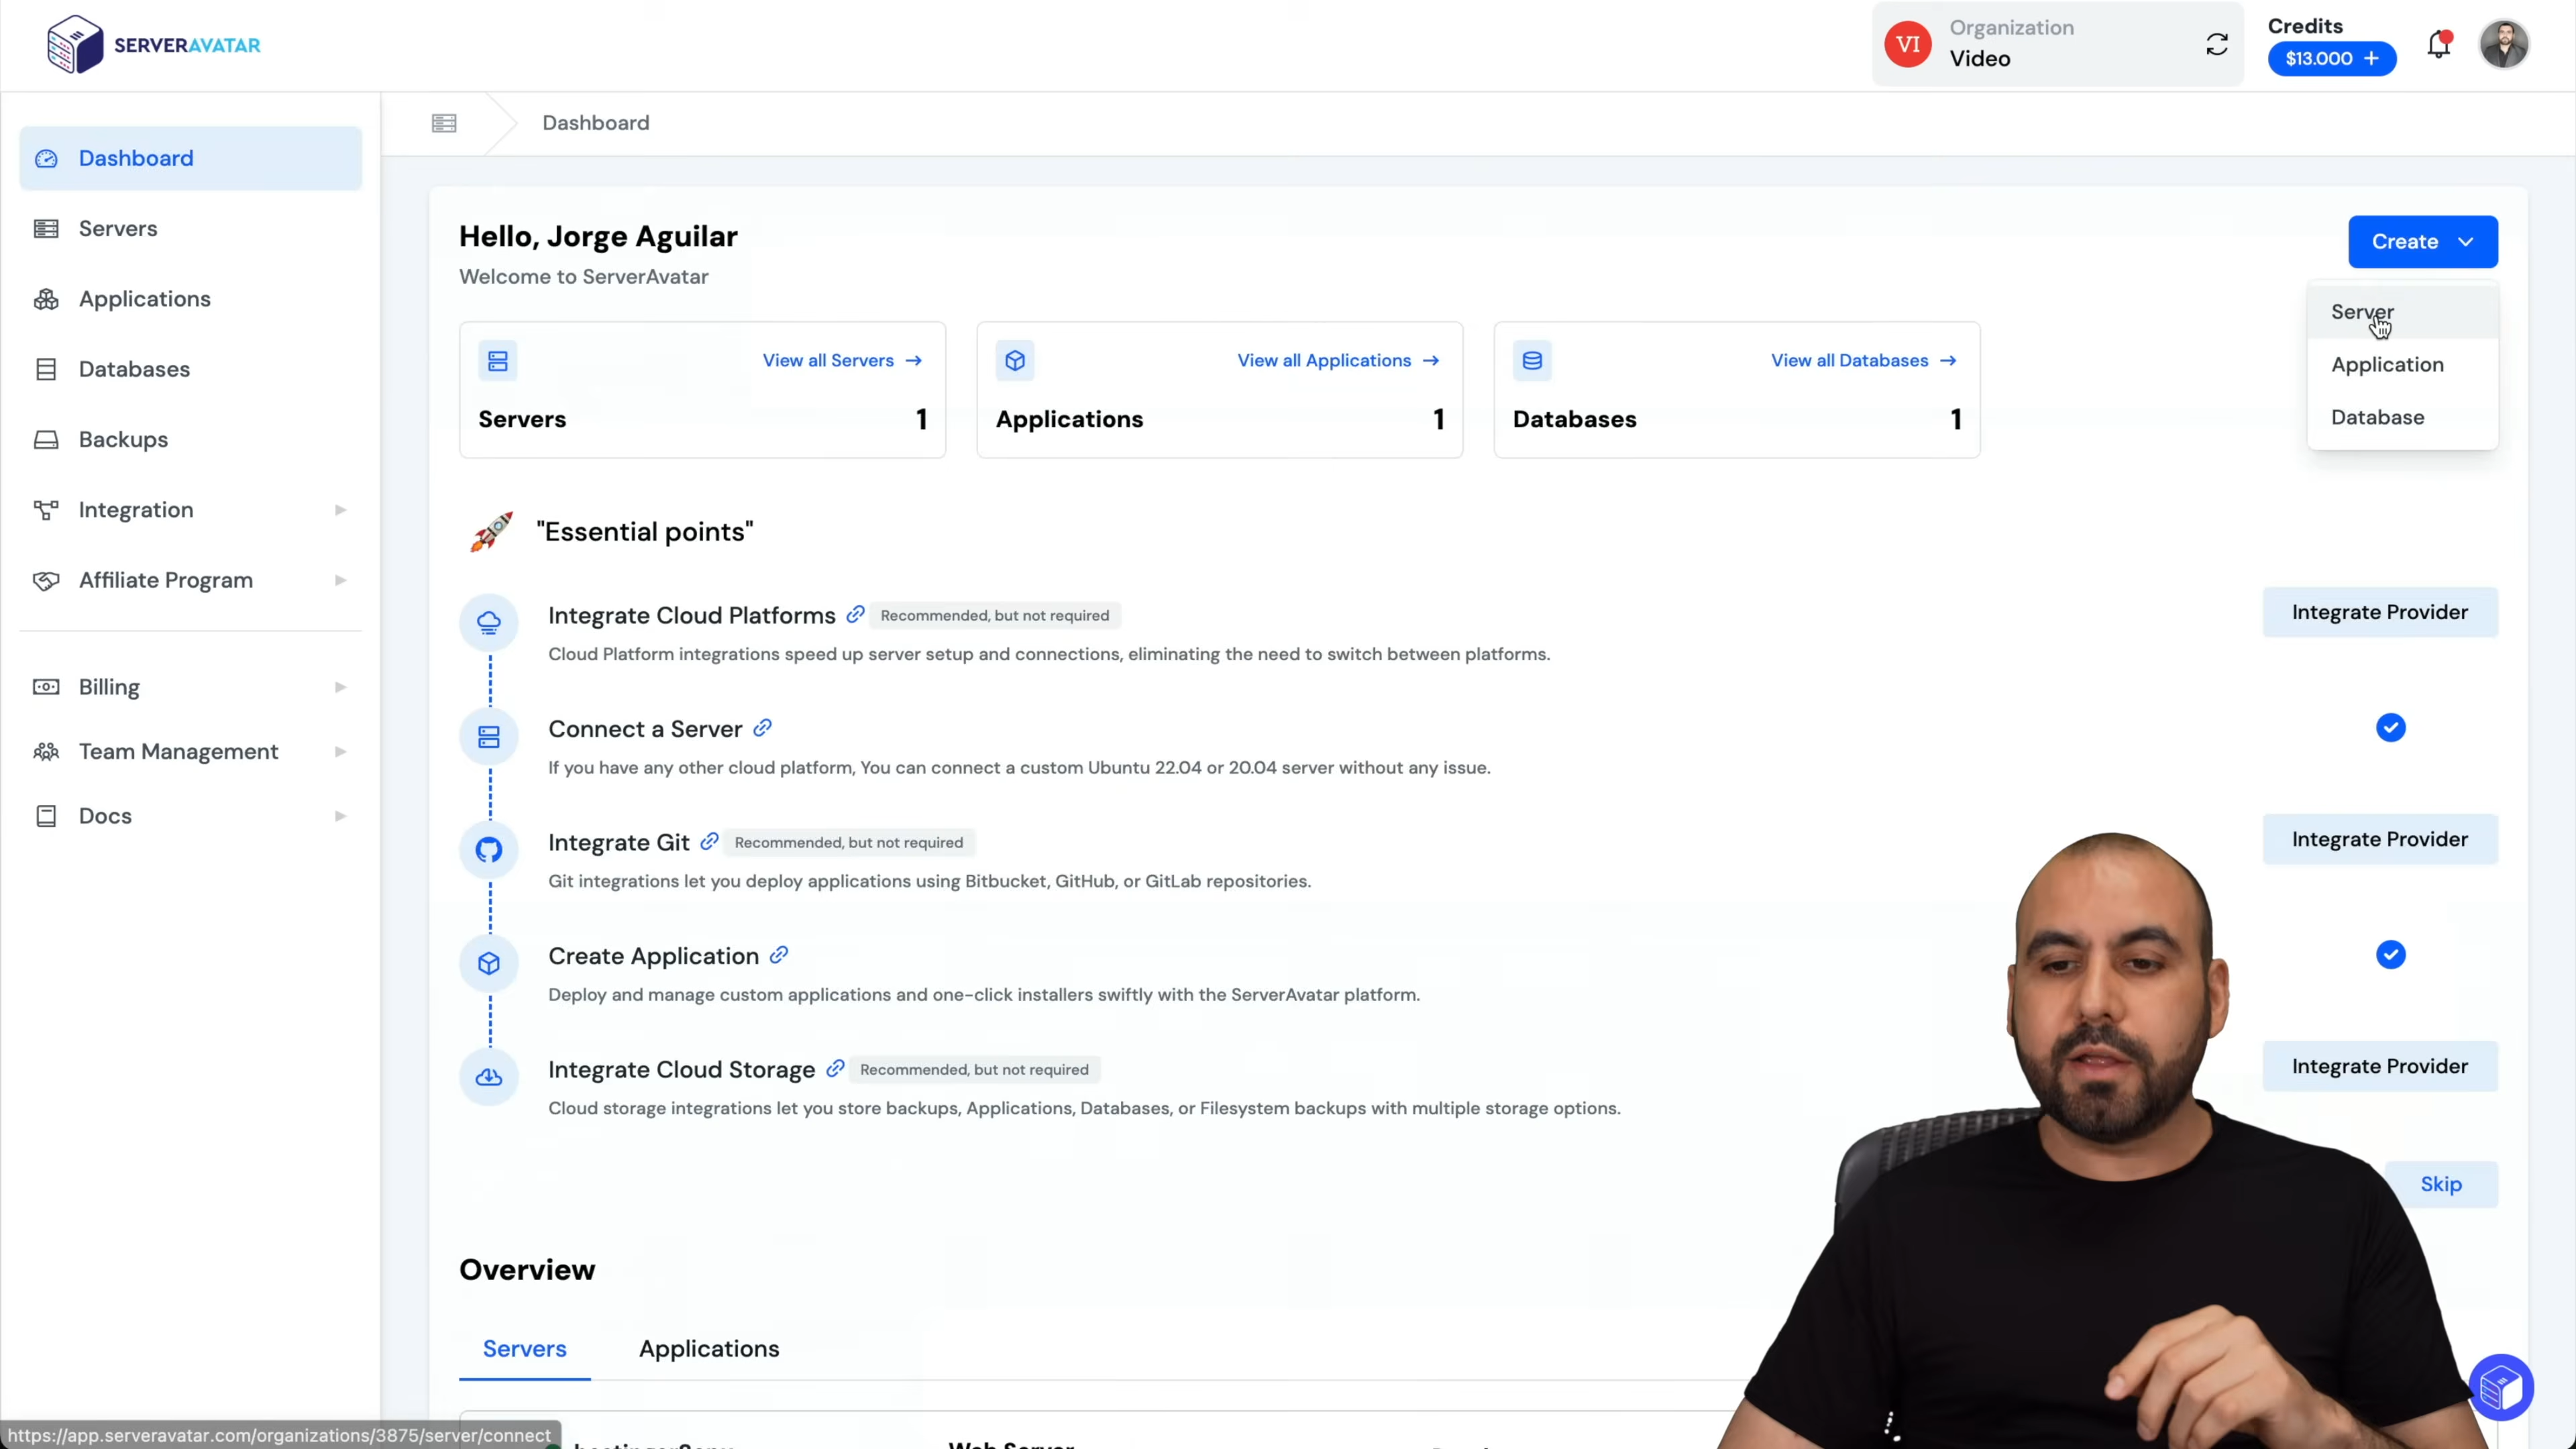 SERVERAVATAR
VI
Organization
Video
Credits
$13.000 +
Dashboard
Servers
Applications
Databases
Backups
Integration
Affiliate Program
Billing
Team Management
Docs
Dashboard
Hello, Jorge Aguilar
Welcome to ServerAvatar
Create
Server
Application
Database
View all Servers →
Servers 1
View all Applications →
Applications 1
View all Databases →
Databases 1
"Essential points"
Integrate Cloud Platforms Recommended, but not required
Cloud Platform integrations speed up server setup and connections, eliminating the need to switch between platforms.
Integrate Provider
Connect a Server
If you have any other cloud platform, You can connect a custom Ubuntu 22.04 or 20.04 server without any issue.
Integrate Git Recommended, but not required
Git integrations let you deploy applications using Bitbucket, GitHub, or GitLab repositories.
Integrate Provider
Create Application
Deploy and manage custom applications and one-click installers swiftly with the ServerAvatar platform.
Integrate Cloud Storage Recommended, but not required
Cloud storage integrations let you store backups, Applications, Databases, or Filesystem backups with multiple storage options.
Integrate Provider
Skip
Overview
Servers Applications
Web Server
https://app.serveravatar.com/organizations/3875/server/connect